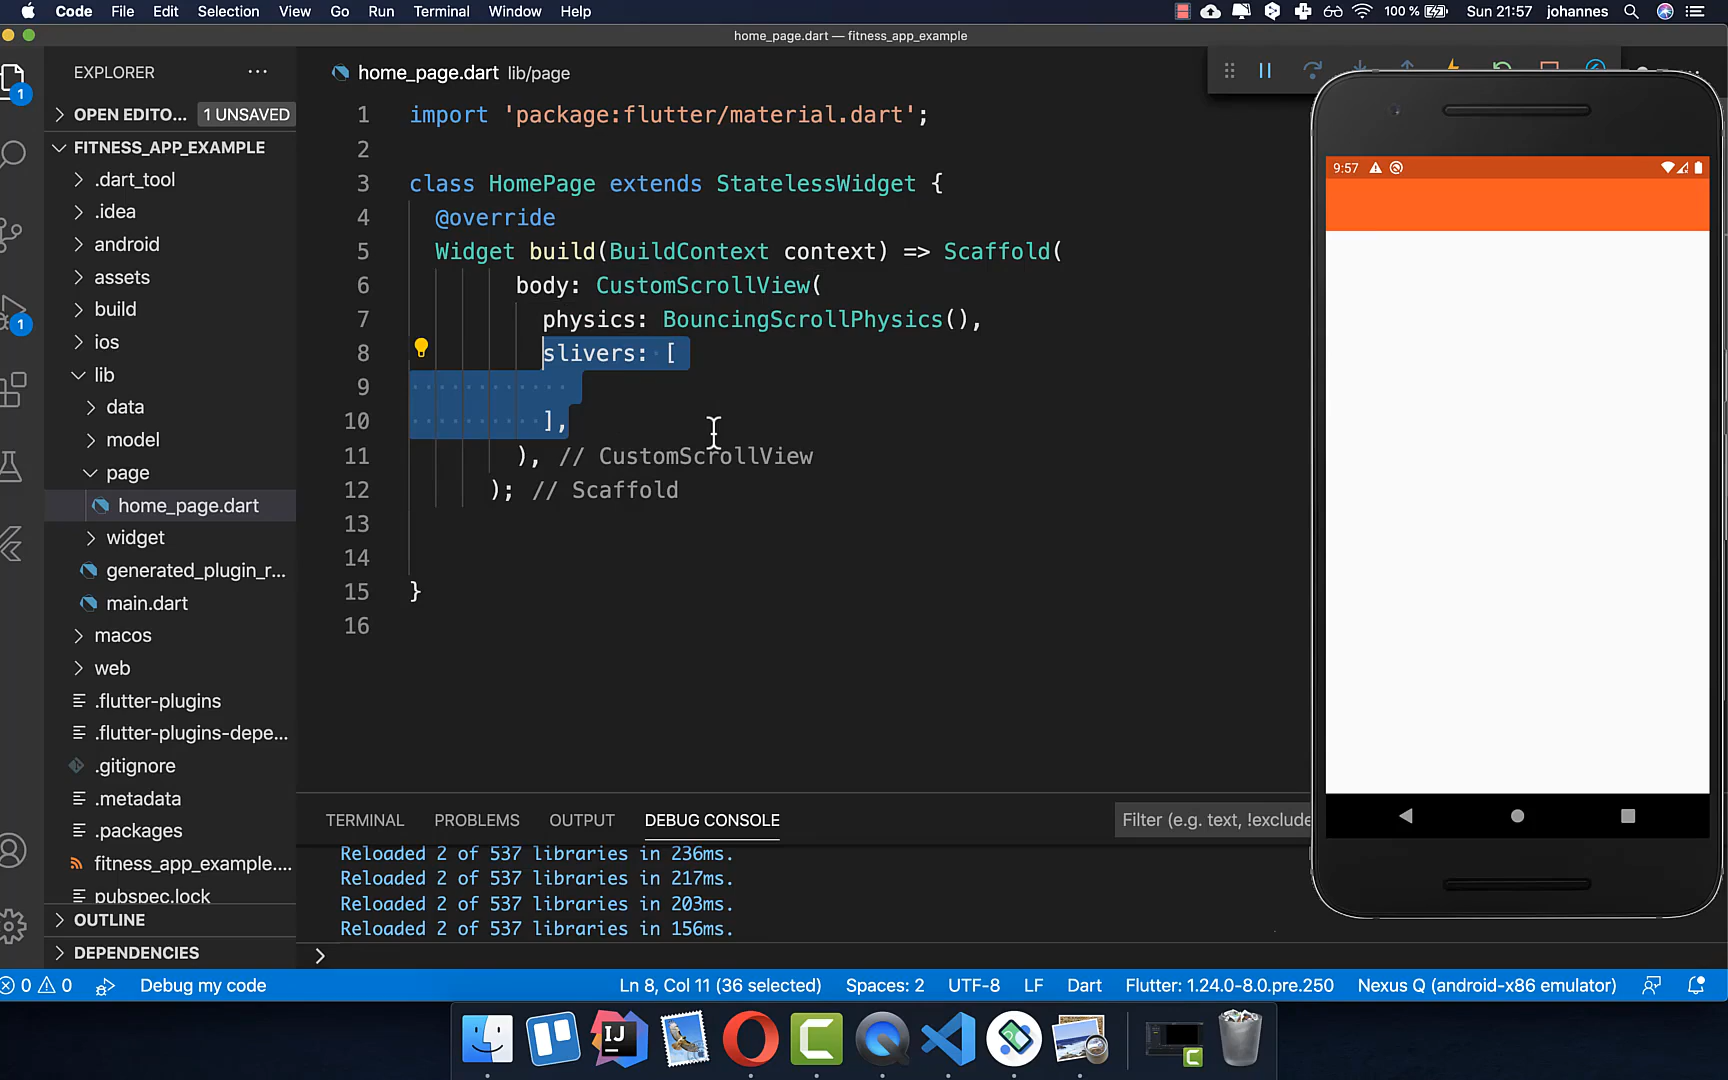 Code File Edit Selection View Go Run Terminal Window Help 100 % Sun 21:57 johannes
home_page.dart — fitness_app_example
EXPLORER
OPEN EDITO... 1 UNSAVED
FITNESS_APP_EXAMPLE
.dart_tool
.idea
android
assets
build
ios
lib
data
model
page
home_page.dart
widget
generated_plugin_r...
main.dart
macos
web
.flutter-plugins
.flutter-plugins-depe...
.gitignore
.metadata
.packages
fitness_app_example....
pubspec.lock
OUTLINE
DEPENDENCIES
1
1
home_page.dart lib/page
1 import 'package:flutter/material.dart';
2
3 class HomePage extends StatelessWidget {
4 @override
5 Widget build(BuildContext context) => Scaffold(
6 body: CustomScrollView(
7 physics: BouncingScrollPhysics(),
8 slivers: [
9
10 ],
11 ), // CustomScrollView
12 ); // Scaffold
13
14
15 }
16
9:57
TERMINAL PROBLEMS OUTPUT DEBUG CONSOLE Filter (e.g. text, !exclude
Reloaded 2 of 537 libraries in 236ms.
Reloaded 2 of 537 libraries in 217ms.
Reloaded 2 of 537 libraries in 203ms.
Reloaded 2 of 537 libraries in 156ms.
0 0 Debug my code Ln 8, Col 11 (36 selected) Spaces: 2 UTF-8 LF Dart Flutter: 1.24.0-8.0.pre.250 Nexus Q (android-x86 emulator)
IJ